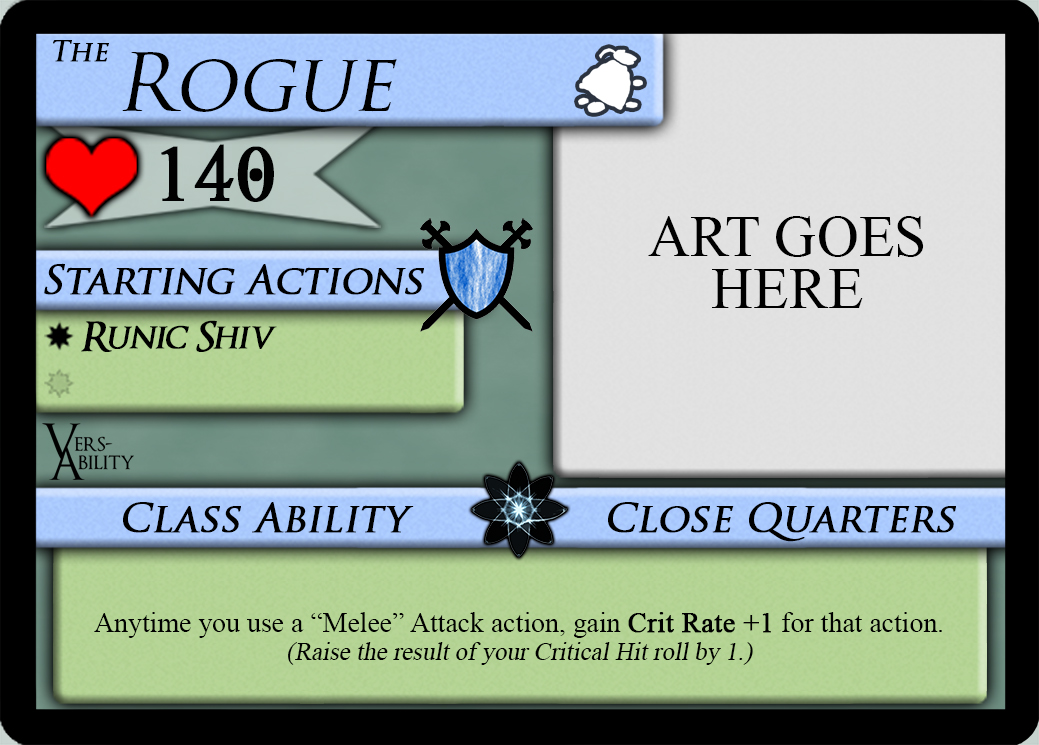 The
Rogue
140
ART GOES
HERE
Starting Actions
Runic Shiv
Vers-
Ability
Class Ability
Close Quarters
Anytime you use a “Melee” Attack action, gain Crit Rate +1 for that action.
(Raise the result of your Critical Hit roll by 1.)